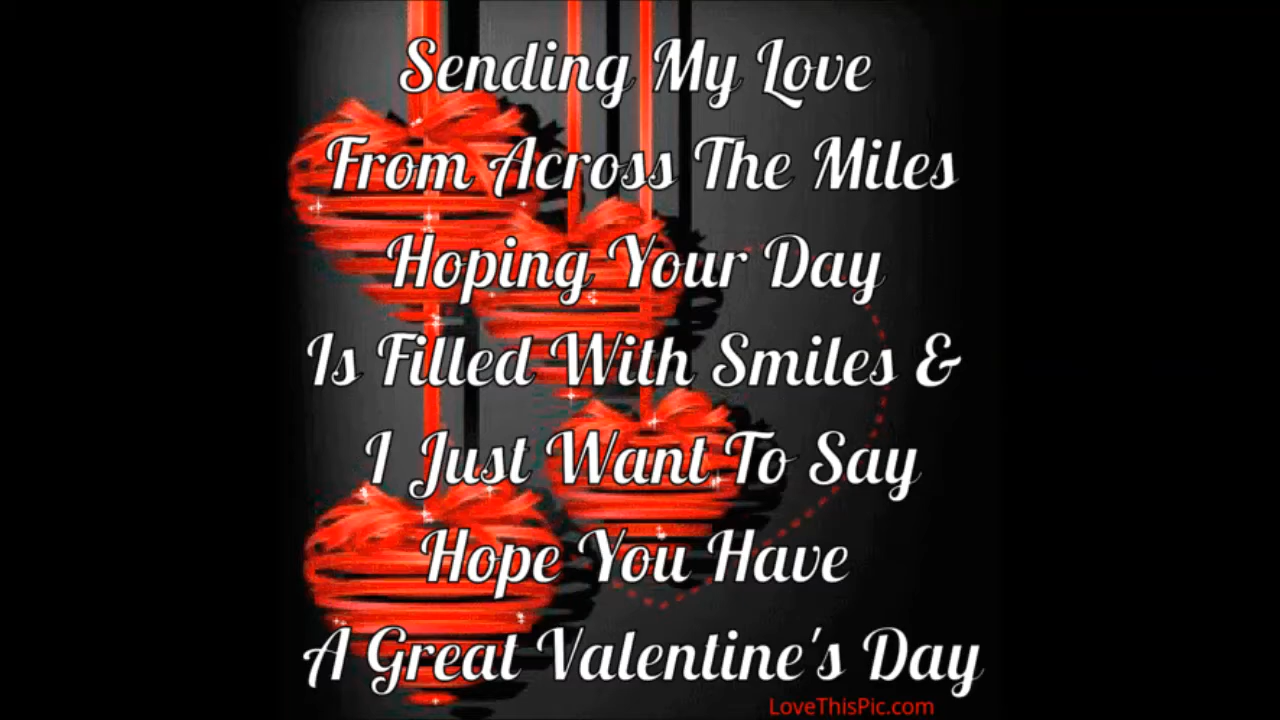 Sending My Love
From Across The Miles
Hoping Your Day
Is Filled With Smiles &
I Just Want To Say
Hope You Have
A Great Valentine's Day
LoveThisPic.com